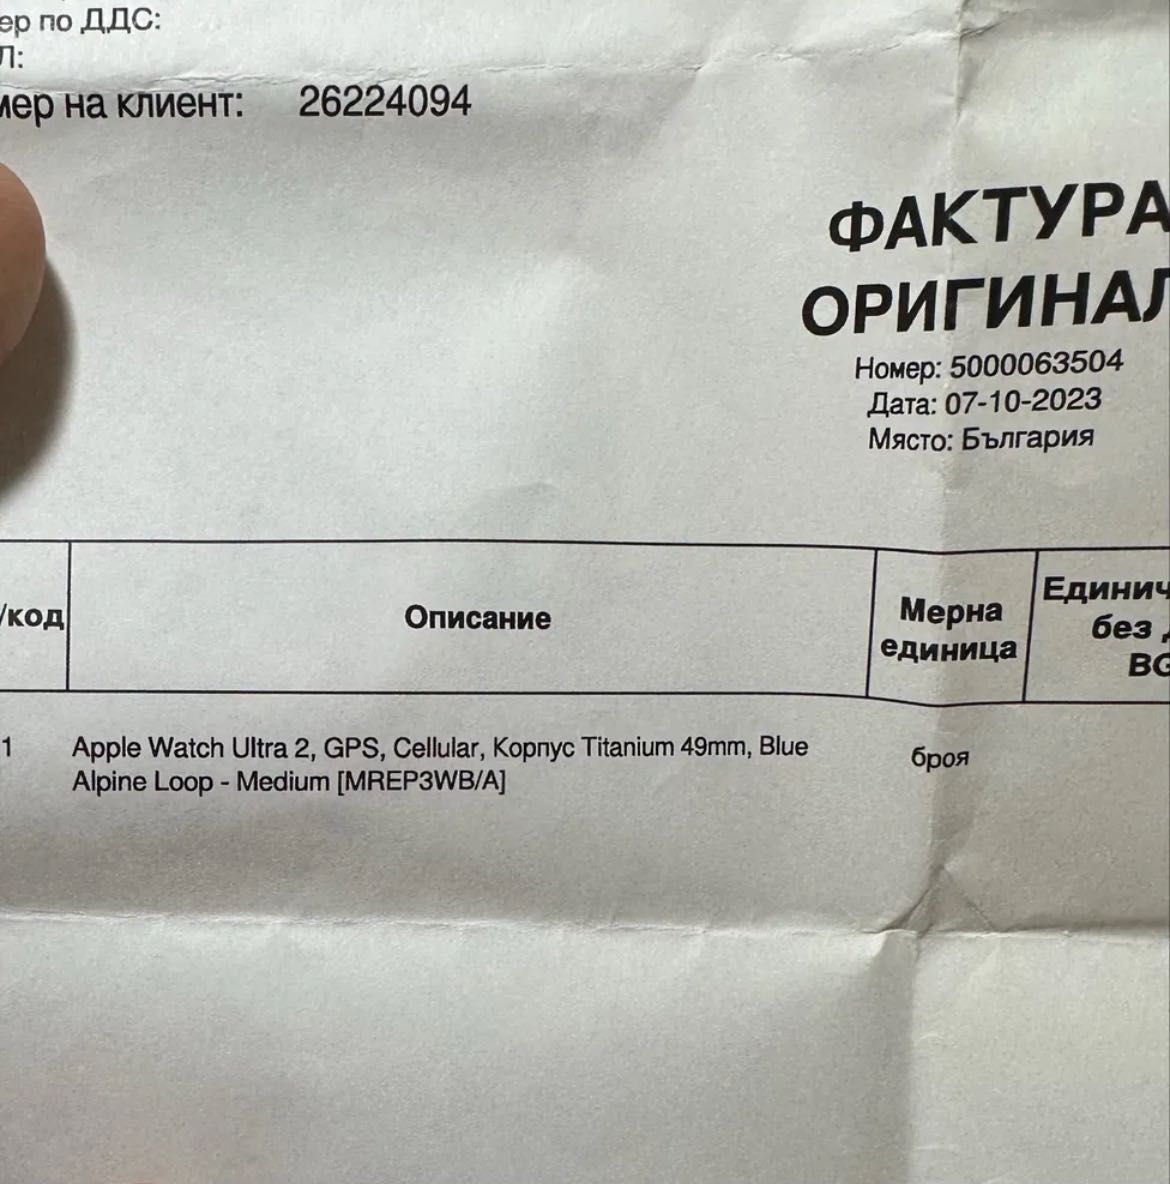 ер по ДДС:
Л:
мер на клиент: 26224094
ФАКТУРА
ОРИГИНАЛ
Номер: 5000063504
Дата: 07-10-2023
Място: България
/код
Описание
Мерна
единица
Единич
без
BG
1 Apple Watch Ultra 2, GPS, Cellular, Корпус Titanium 49mm, Blue броя
Alpine Loop - Medium [MREP3WB/A]